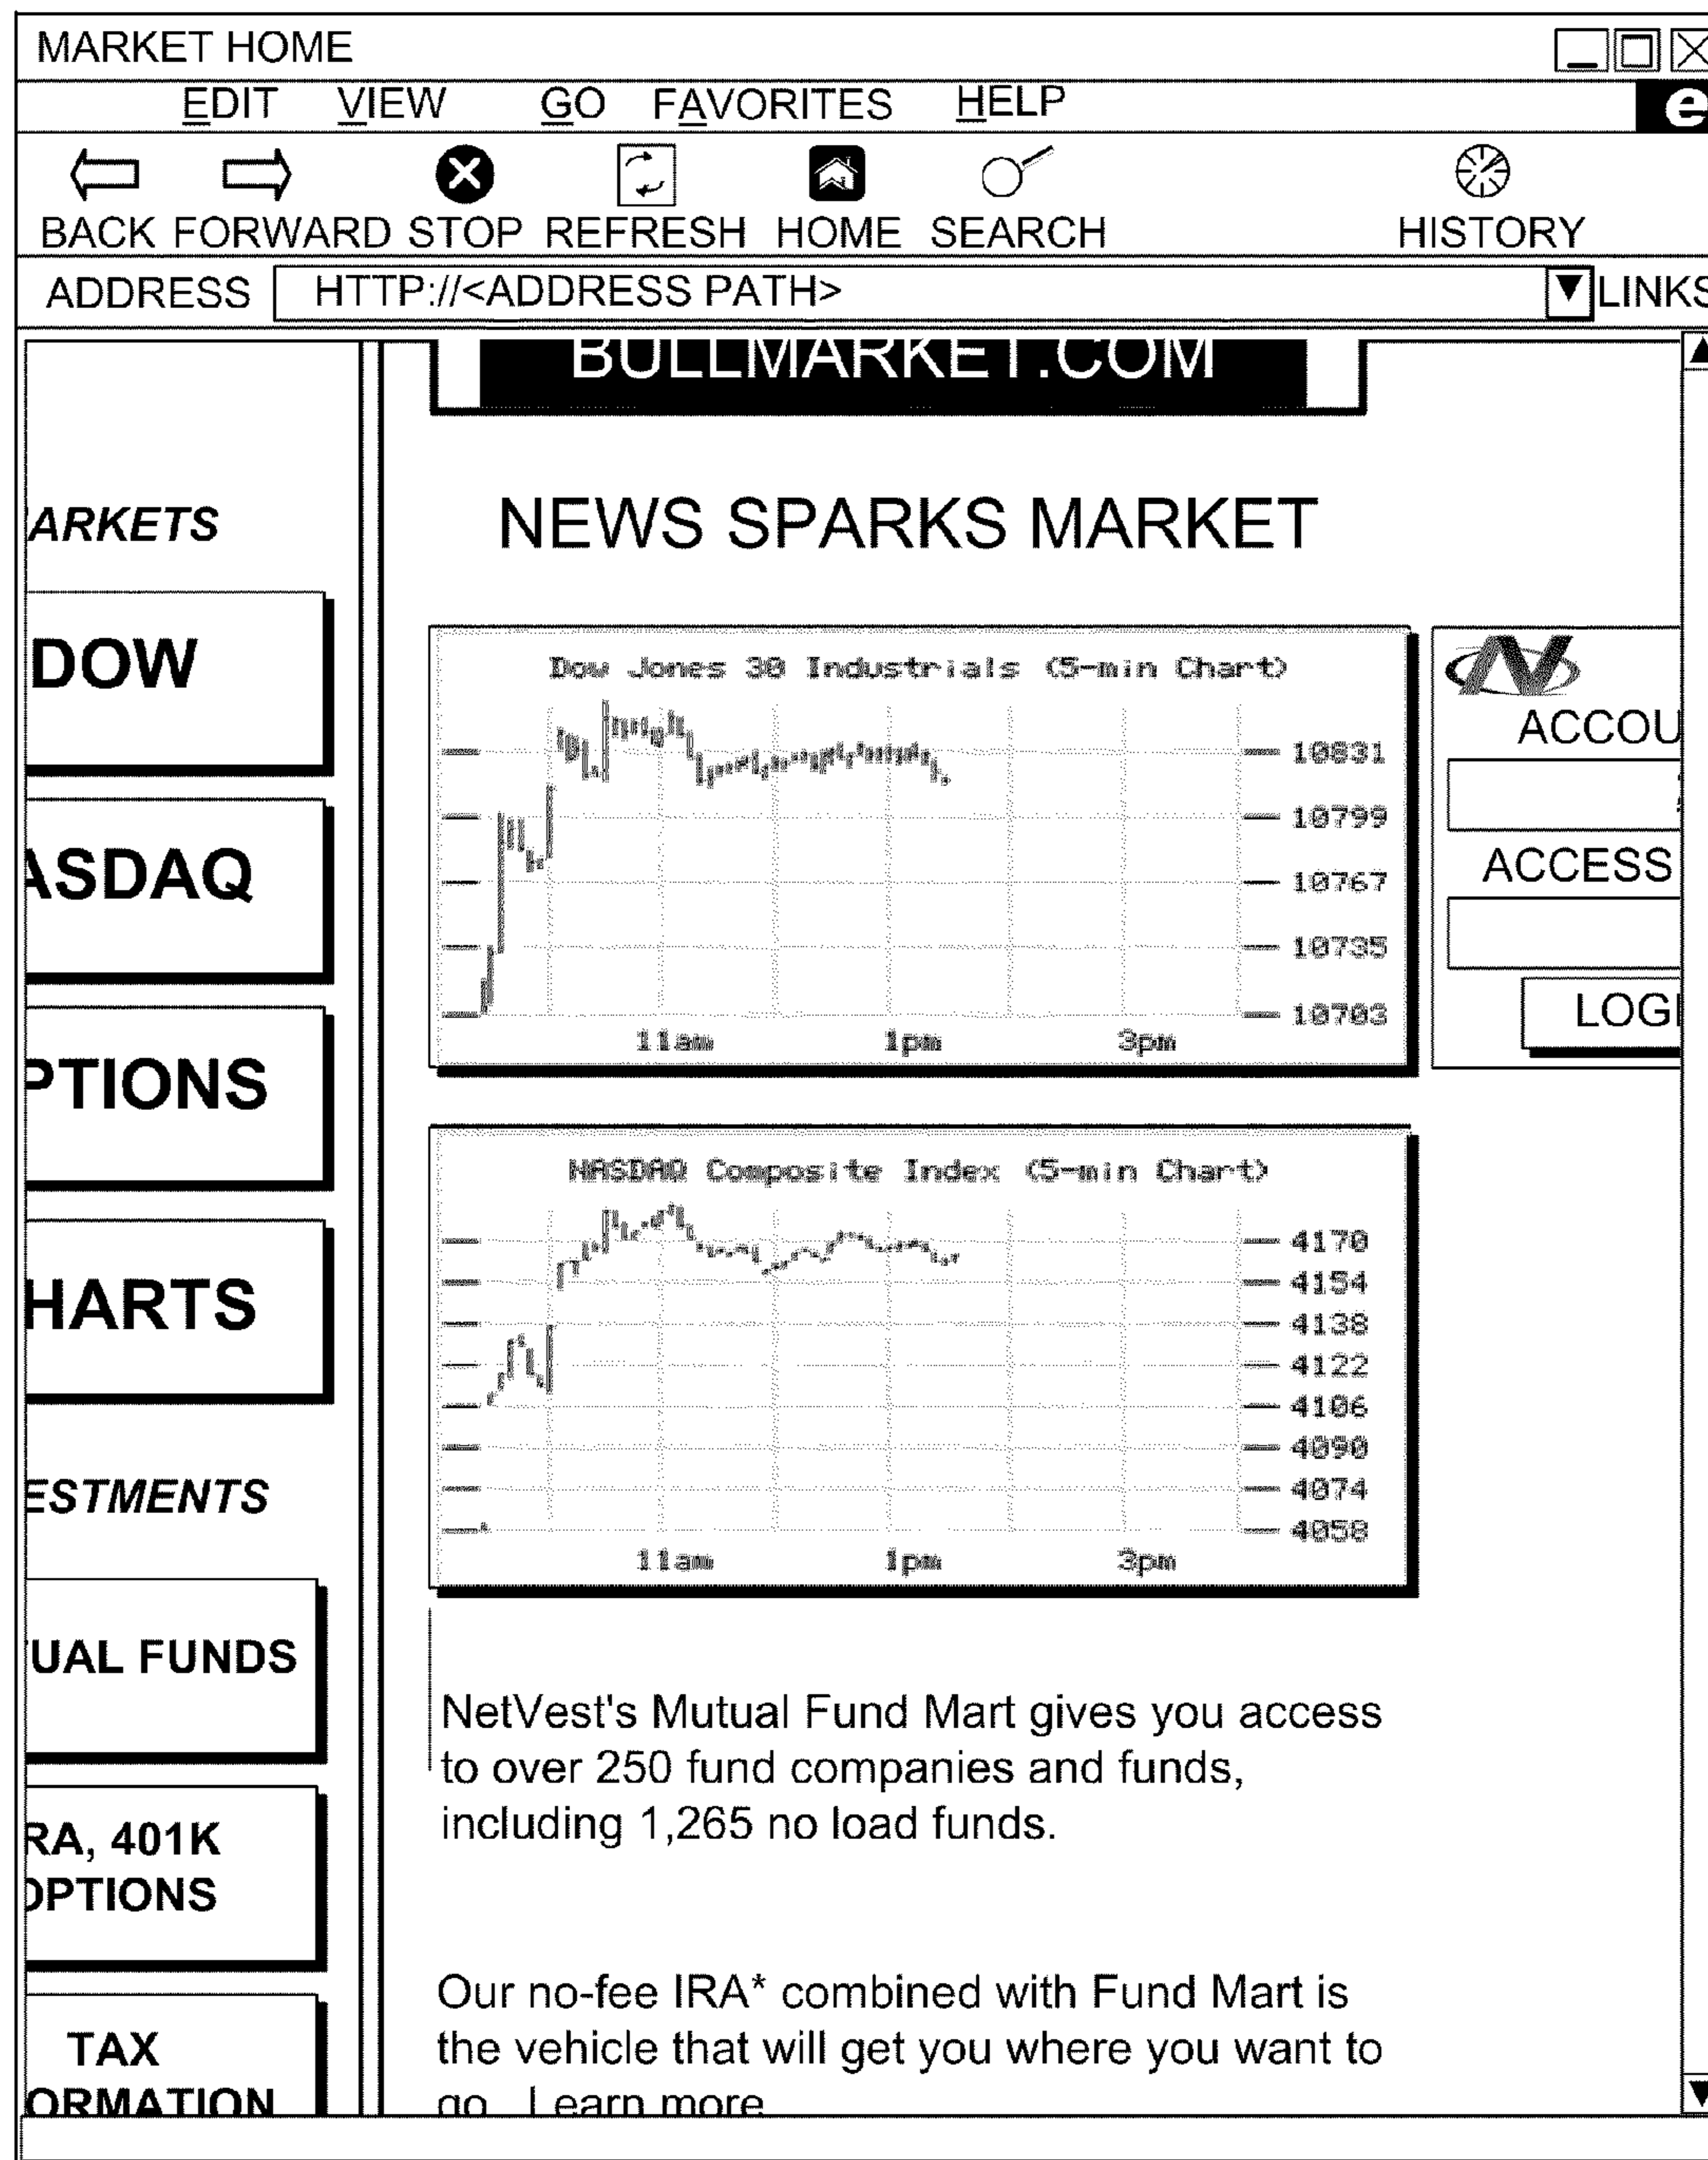 MARKET HOME
EDIT VIEW GO FAVORITES HELP
e
BACK FORWARD STOP REFRESH HOME SEARCH HISTORY
ADDRESS HTTP://<ADDRESS PATH> LINKS
BULLMARKET.COM
ARKETS
NEWS SPARKS MARKET
DOW
ASDAQ
PTIONS
HARTS
ESTMENTS
UAL FUNDS
RA, 401K
OPTIONS
TAX
ORMATION
Dow Jones 30 Industrials (5-min Chart)
10831
10799
10767
10735
10703
11am 1pm 3pm
N
ACCOU
ACCESS
LOGI
NASDAQ Composite Index (5-min Chart)
4170
4154
4138
4122
4106
4090
4074
4058
11am 1pm 3pm
NetVest's Mutual Fund Mart gives you access
to over 250 fund companies and funds,
including 1,265 no load funds.
Our no-fee IRA* combined with Fund Mart is
the vehicle that will get you where you want to
go. Learn more